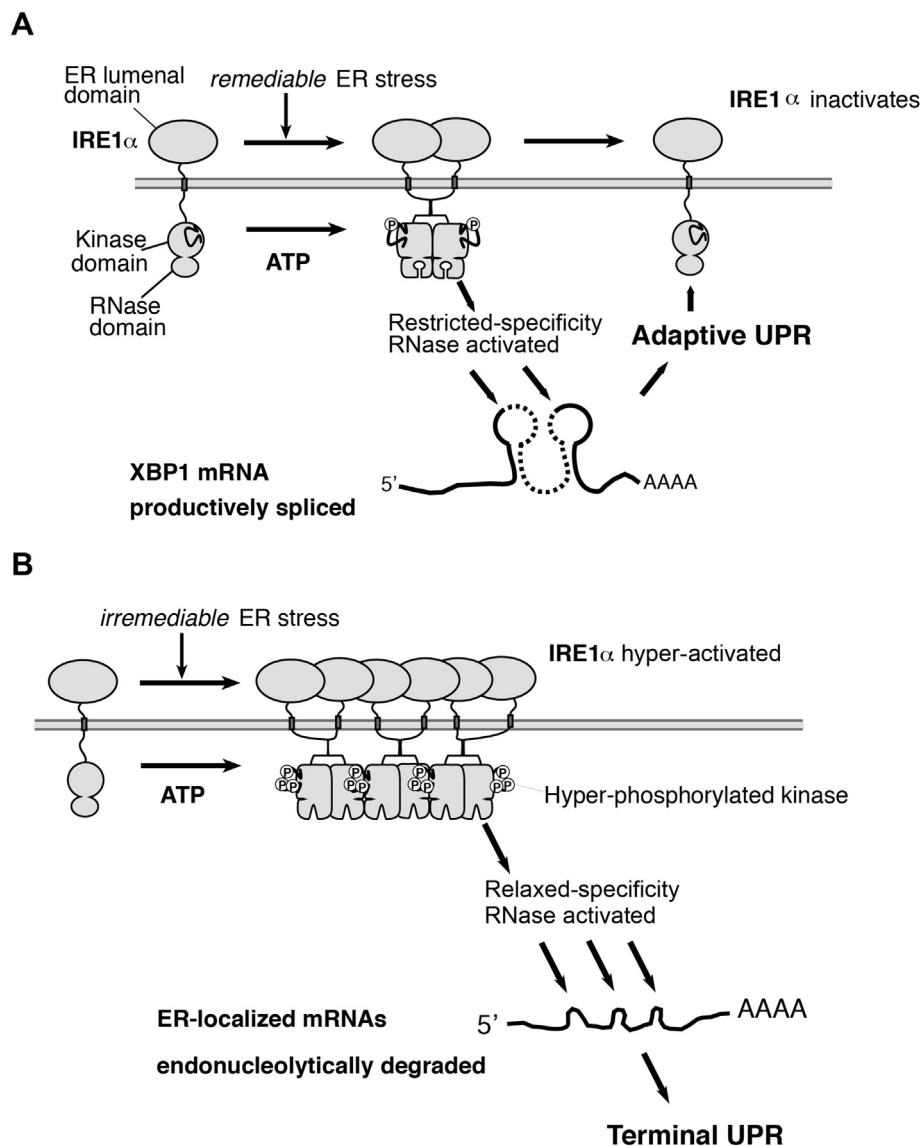 A
ER lumenal
domain
remediable ER stress
IRE1α
IRE1 α inactivates
P
P
Kinase
domain
ATP
RNase
domain
Restricted-specificity
RNase activated
Adaptive UPR
XBP1 mRNA
productively spliced
5’
AAAA
B
irremediable ER stress
IRE1α hyper-activated
ATP
P
P
P
P
P
P
P
P
P
P
P
P
Hyper-phosphorylated kinase
Relaxed-specificity
RNase activated
ER-localized mRNAs
endonucleolytically degraded
5’
AAAA
Terminal UPR